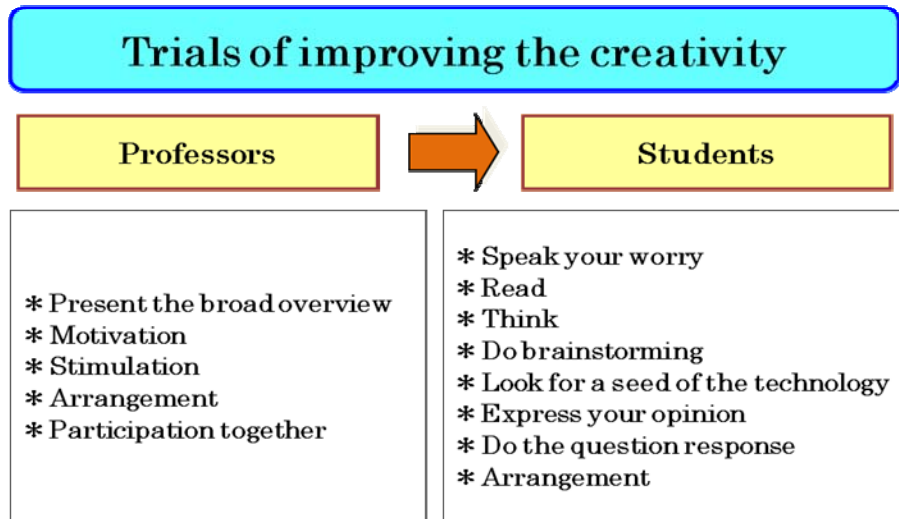 Trials of improving the creativity
Professors
Students
* Present the broad overview
* Motivation
* Stimulation
* Arrangement
* Participation together
* Speak your worry
* Read
* Think
* Do brainstorming
* Look for a seed of the technology
* Express your opinion
* Do the question response
* Arrangement